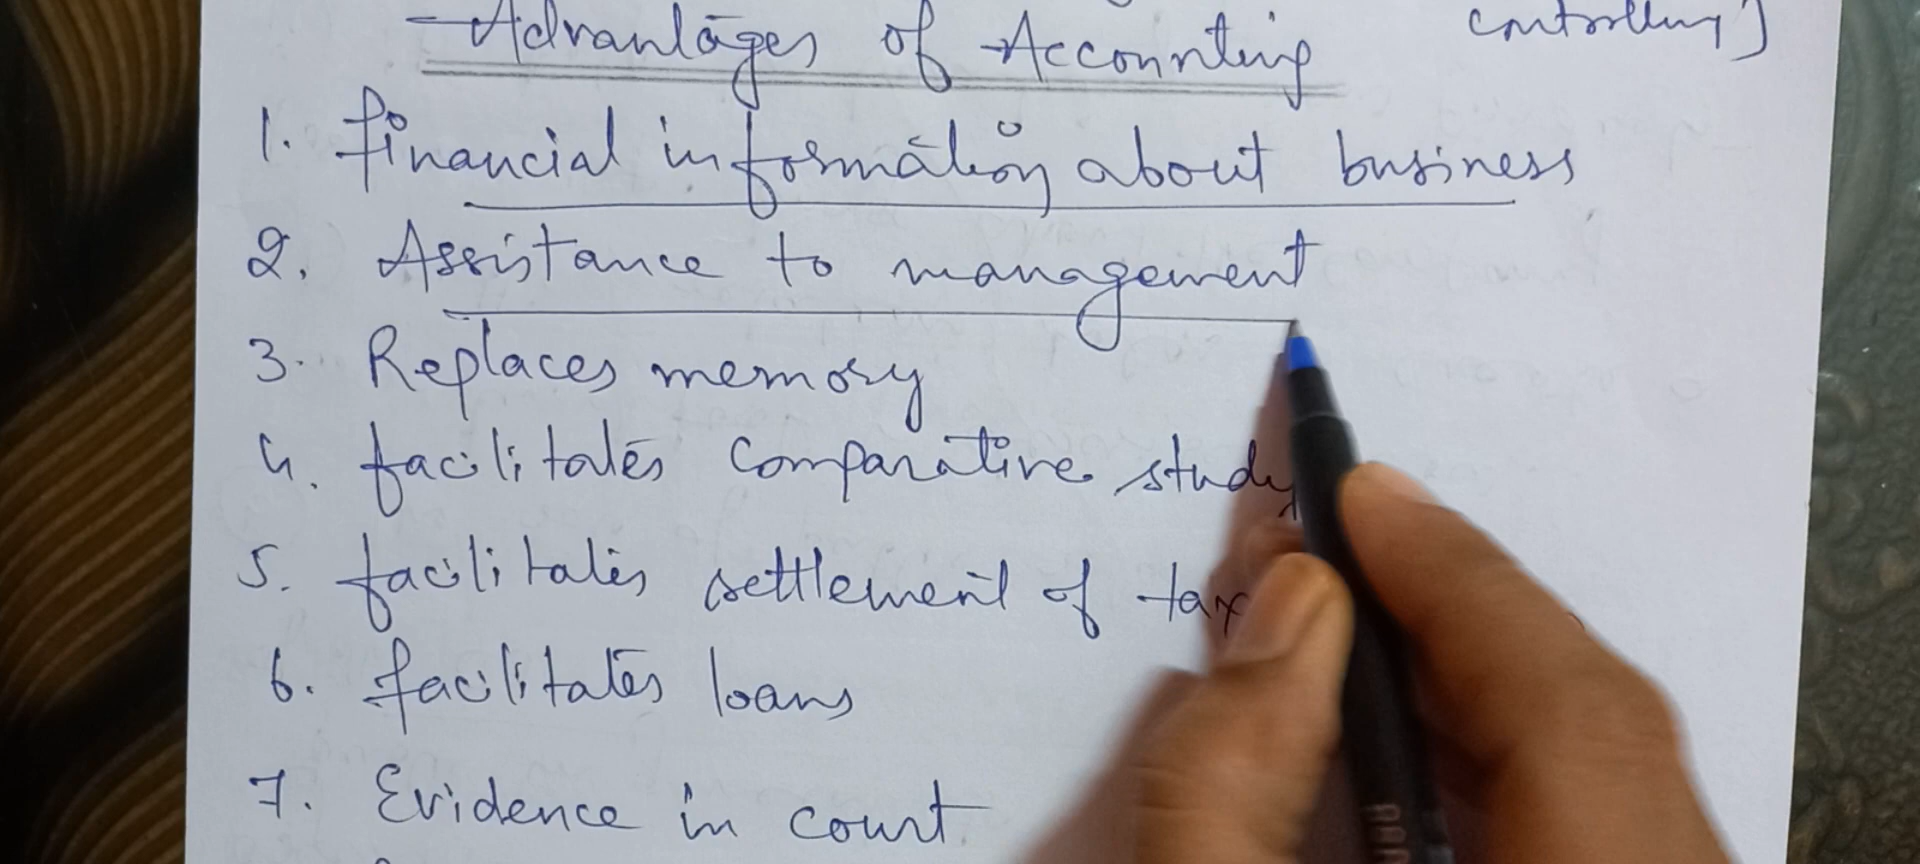 Advantages of Accounting controlling]
1. Financial information about business
2. Assistance to management
3. Replaces memory
4. facilitates comparative study
5. facilitates settlement of tax
6. facilitates loans
7. Evidence in court